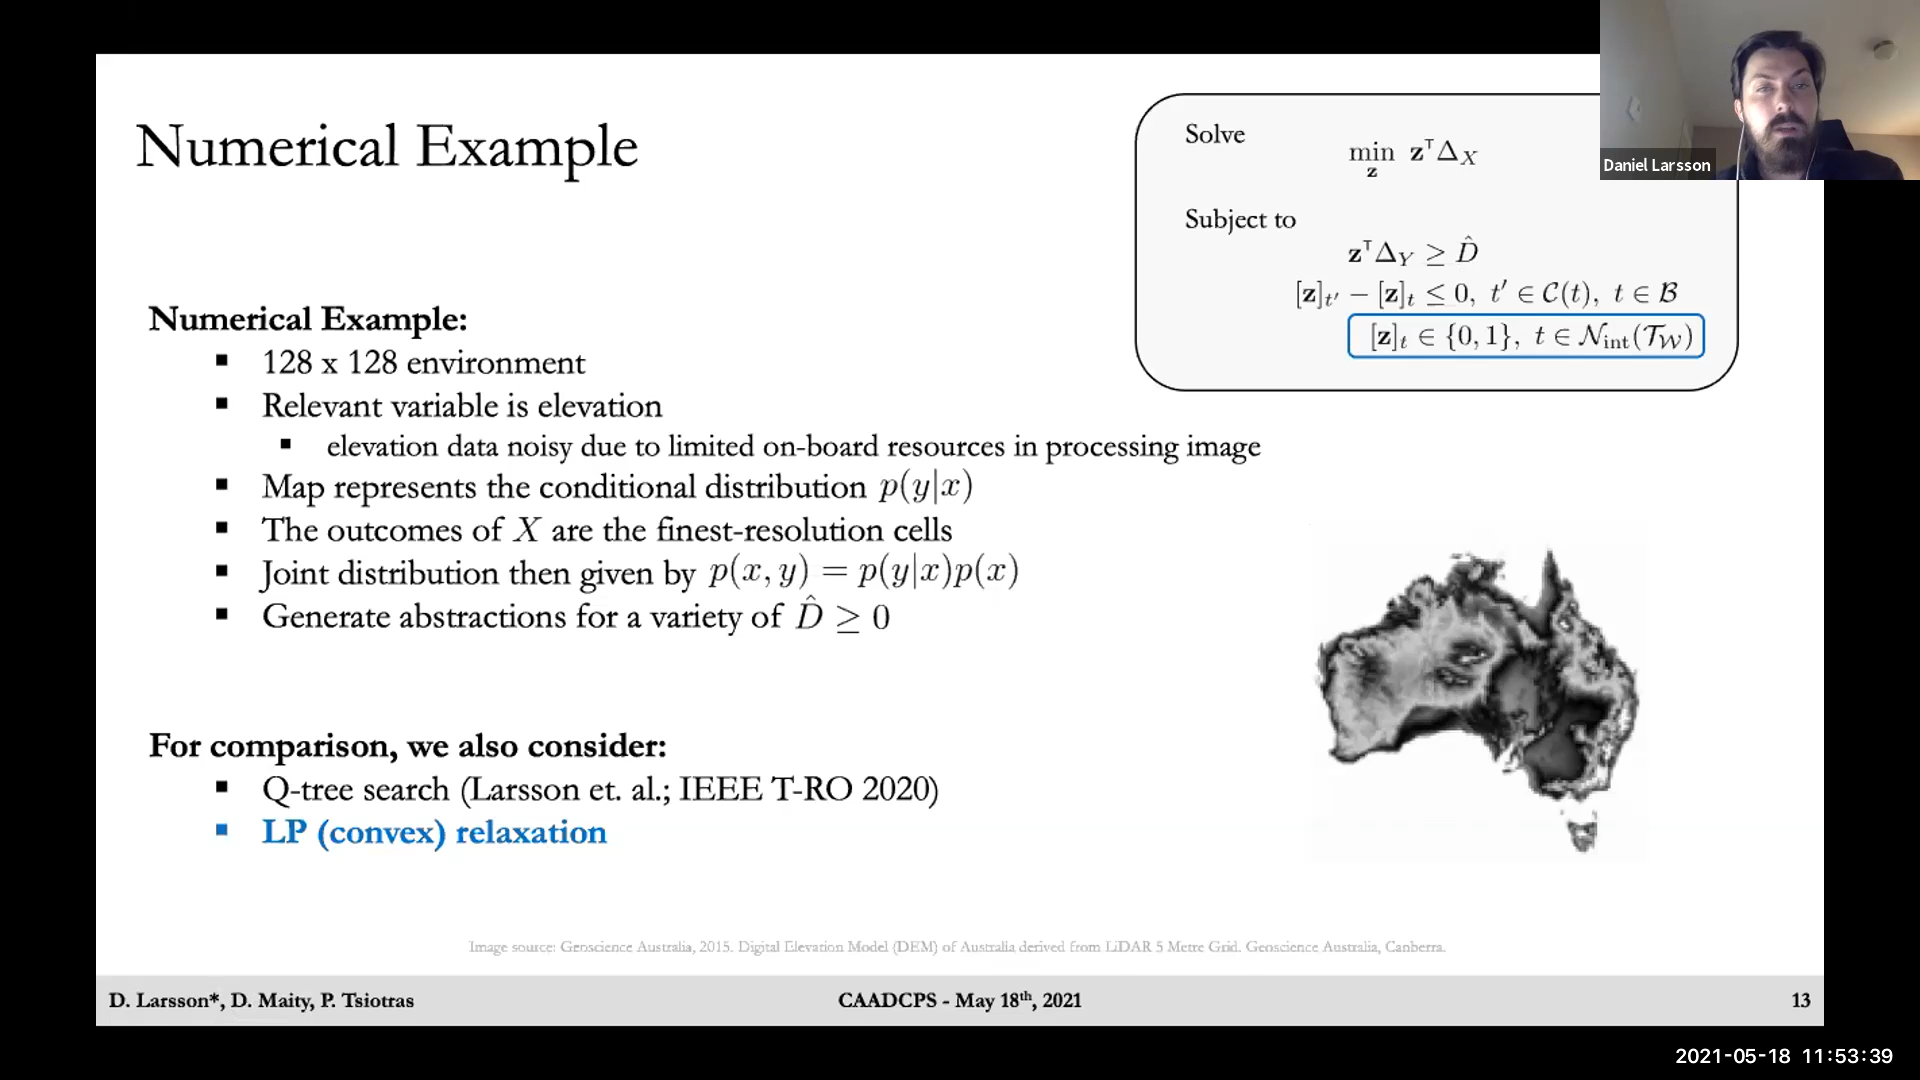 Numerical Example
Solve
min_z z^⊤Δ_X
Subject to
z^⊤Δ_Y ≥ D̂
[z]_{t'} − [z]_t ≤ 0, t' ∈ C(t), t ∈ B
[z]_t ∈ {0, 1}, t ∈ N_int(T_W)
Daniel Larsson
Numerical Example:
▪ 128 x 128 environment
▪ Relevant variable is elevation
▪ elevation data noisy due to limited on-board resources in processing image
▪ Map represents the conditional distribution p(y|x)
▪ The outcomes of X are the finest-resolution cells
▪ Joint distribution then given by p(x, y) = p(y|x)p(x)
▪ Generate abstractions for a variety of D̂ ≥ 0
For comparison, we also consider:
▪ Q-tree search (Larsson et. al.; IEEE T-RO 2020)
▪ LP (convex) relaxation
Image source: Geoscience Australia, 2015. Digital Elevation Model (DEM) of Australia derived from LiDAR 5 Metre Grid. Geoscience Australia, Canberra.
D. Larsson*, D. Maity, P. Tsiotras
CAADCPS - May 18th, 2021
13
2021-05-18 11:53:39